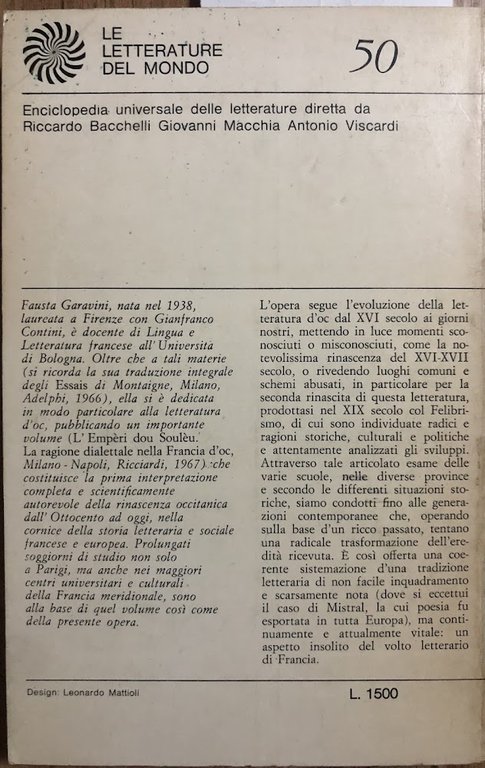 LE
LETTERATURE
DEL MONDO
50
Enciclopedia universale delle letterature diretta da
Riccardo Bacchelli Giovanni Macchia Antonio Viscardi
Fausta Garavini, nata nel 1938,
laureata a Firenze con Gianfranco
Contini, è docente di Lingua e
Letteratura francese all'Università
di Bologna. Oltre che a tali materie
(si ricorda la sua traduzione integrale
degli Essais di Montaigne, Milano,
Adelphi, 1966), ella si è dedicata
in modo particolare alla letteratura
d'oc, pubblicando un importante
volume (L'Empèri dou Soulèu.
La ragione dialettale nella Francia d'oc,
Milano - Napoli, Ricciardi, 1967) che
costituisce la prima interpretazione
completa e scientificamente
autorevole della rinascenza occitanica
dall'Ottocento ad oggi, nella
cornice della storia letteraria e sociale
francese e europea. Prolungati
soggiorni di studio non solo
a Parigi, ma anche nei maggiori
centri universitari e culturali
della Francia meridionale, sono
alla base di quel volume così come
della presente opera.
L'opera segue l'evoluzione della let-
teratura d'oc dal XVI secolo ai giorni
nostri, mettendo in luce momenti sco-
nosciuti o misconosciuti, come la no-
tevolissima rinascenza del XVI-XVII
secolo, o rivedendo luoghi comuni e
schemi abusati, in particolare per la
seconda rinascita di questa letteratura,
prodottasi nel XIX secolo col Felibri-
smo, di cui sono individuate radici e
ragioni storiche, culturali e politiche
e attentamente analizzati gli sviluppi.
Attraverso tale articolato esame delle
varie scuole, nelle diverse province
e secondo le differenti situazioni sto-
riche, siamo condotti fino alle genera-
zioni contemporanee che, operando
sulla base d'un ricco passato, tentano
una radicale trasformazione dell'ere-
dità ricevuta. È così offerta una coe-
rente sistemazione d'una tradizione
letteraria di non facile inquadramento
e scarsamente nota (dove si eccettui
il caso di Mistral, la cui poesia fu
esportata in tutta Europa), ma conti-
nuamente e attualmente vitale: un
aspetto insolito del volto letterario
di Francia.
Design: Leonardo Mattioli
L. 1500